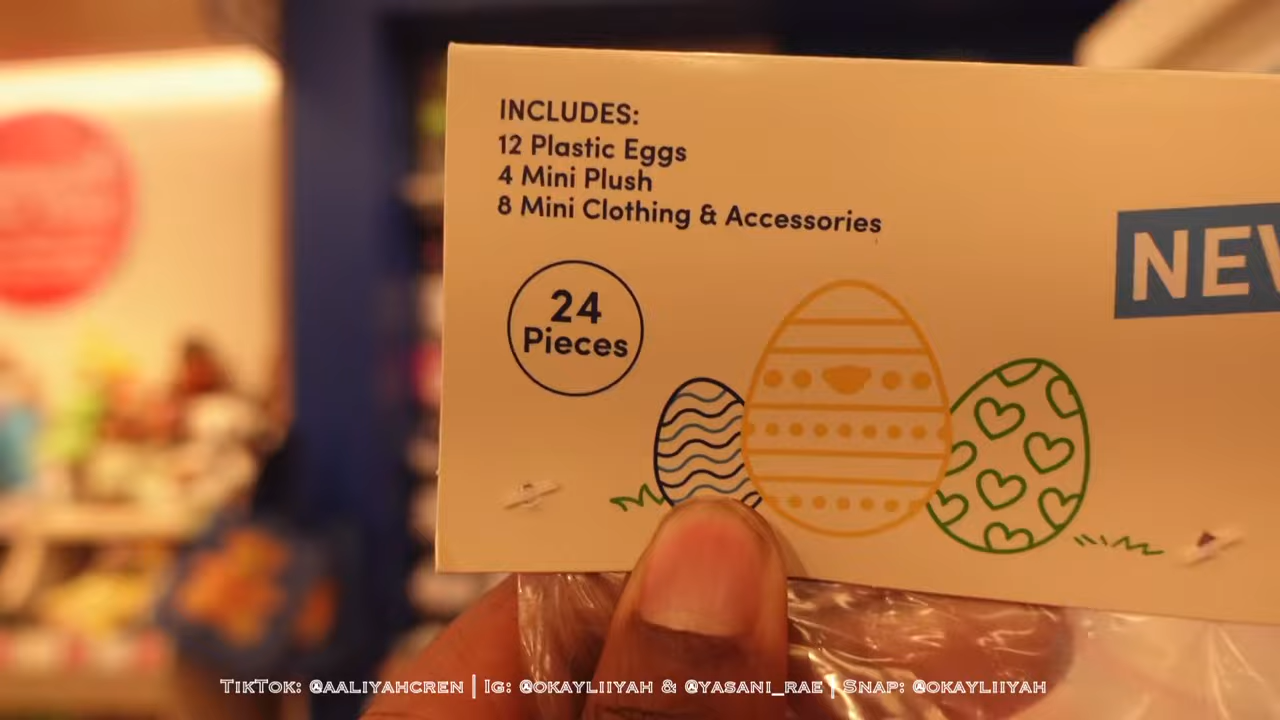 INCLUDES:
12 Plastic Eggs
4 Mini Plush
8 Mini Clothing & Accessories
24
Pieces
TikTok: @aaliyahcren | Ig: @okayliiyah & @yasani_rae | Snap: @okayliiyah